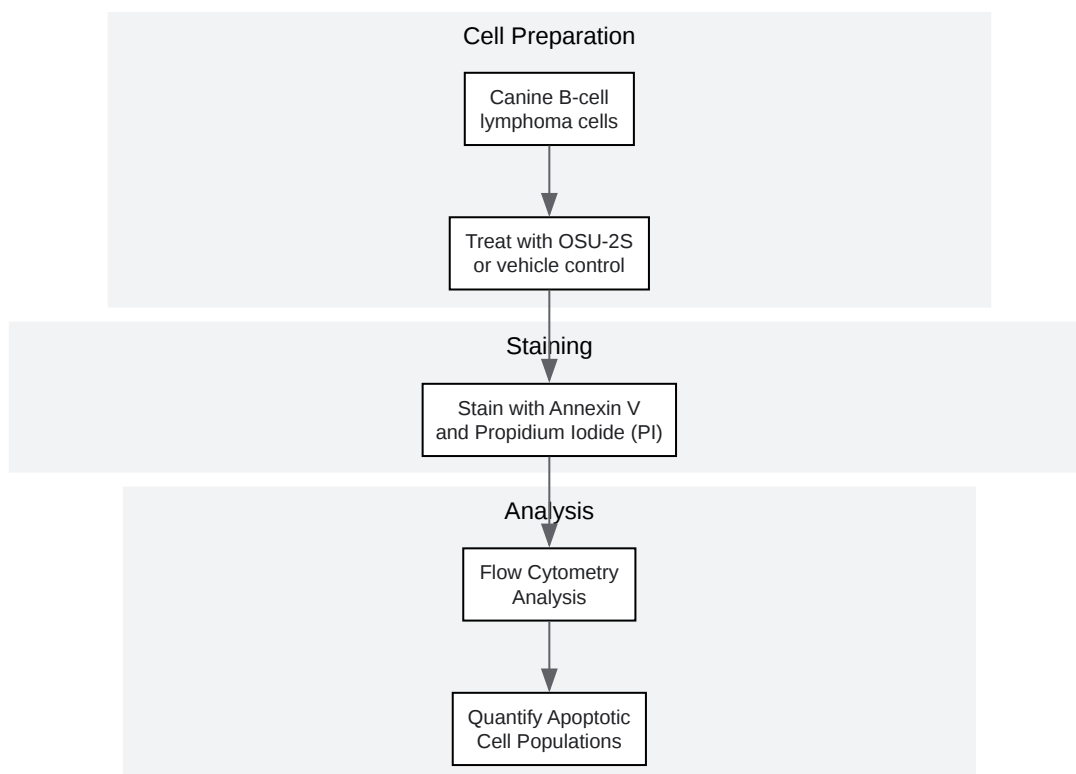 Cell Preparation
Canine B-cell
lymphoma cells
Treat with OSU-2S
or vehicle control
Staining
Stain with Annexin V
and Propidium Iodide (PI)
Analysis
Flow Cytometry
Analysis
Quantify Apoptotic
Cell Populations